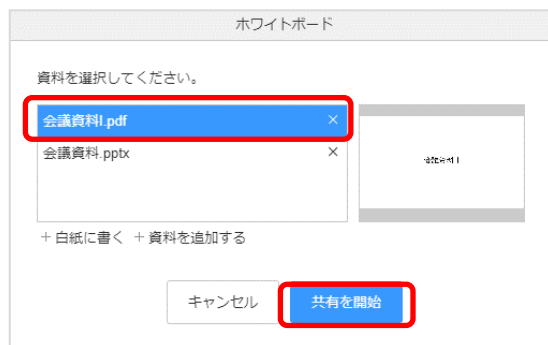 ホワイトボード
資料を選択してください。
会議資料I.pdf ×
会議資料.pptx ×
＋白紙に書く ＋資料を追加する
キャンセル 共有を開始